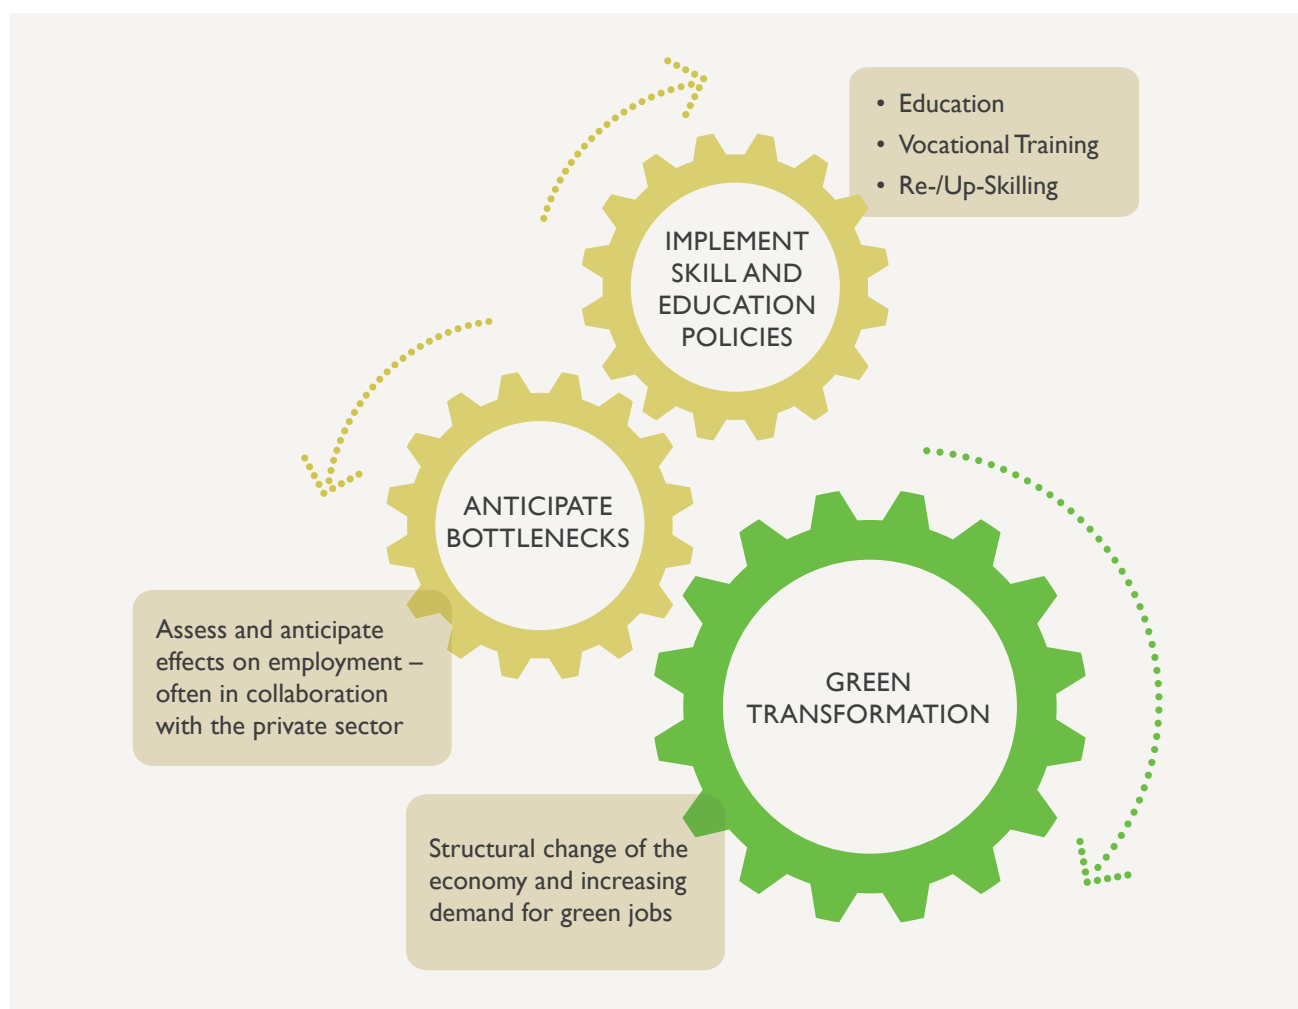 • Education
• Vocational Training
• Re-/Up-Skilling
IMPLEMENT
SKILL AND
EDUCATION
POLICIES
ANTICIPATE
BOTTLENECKS
Assess and anticipate
effects on employment –
often in collaboration
with the private sector
GREEN
TRANSFORMATION
Structural change of the
economy and increasing
demand for green jobs